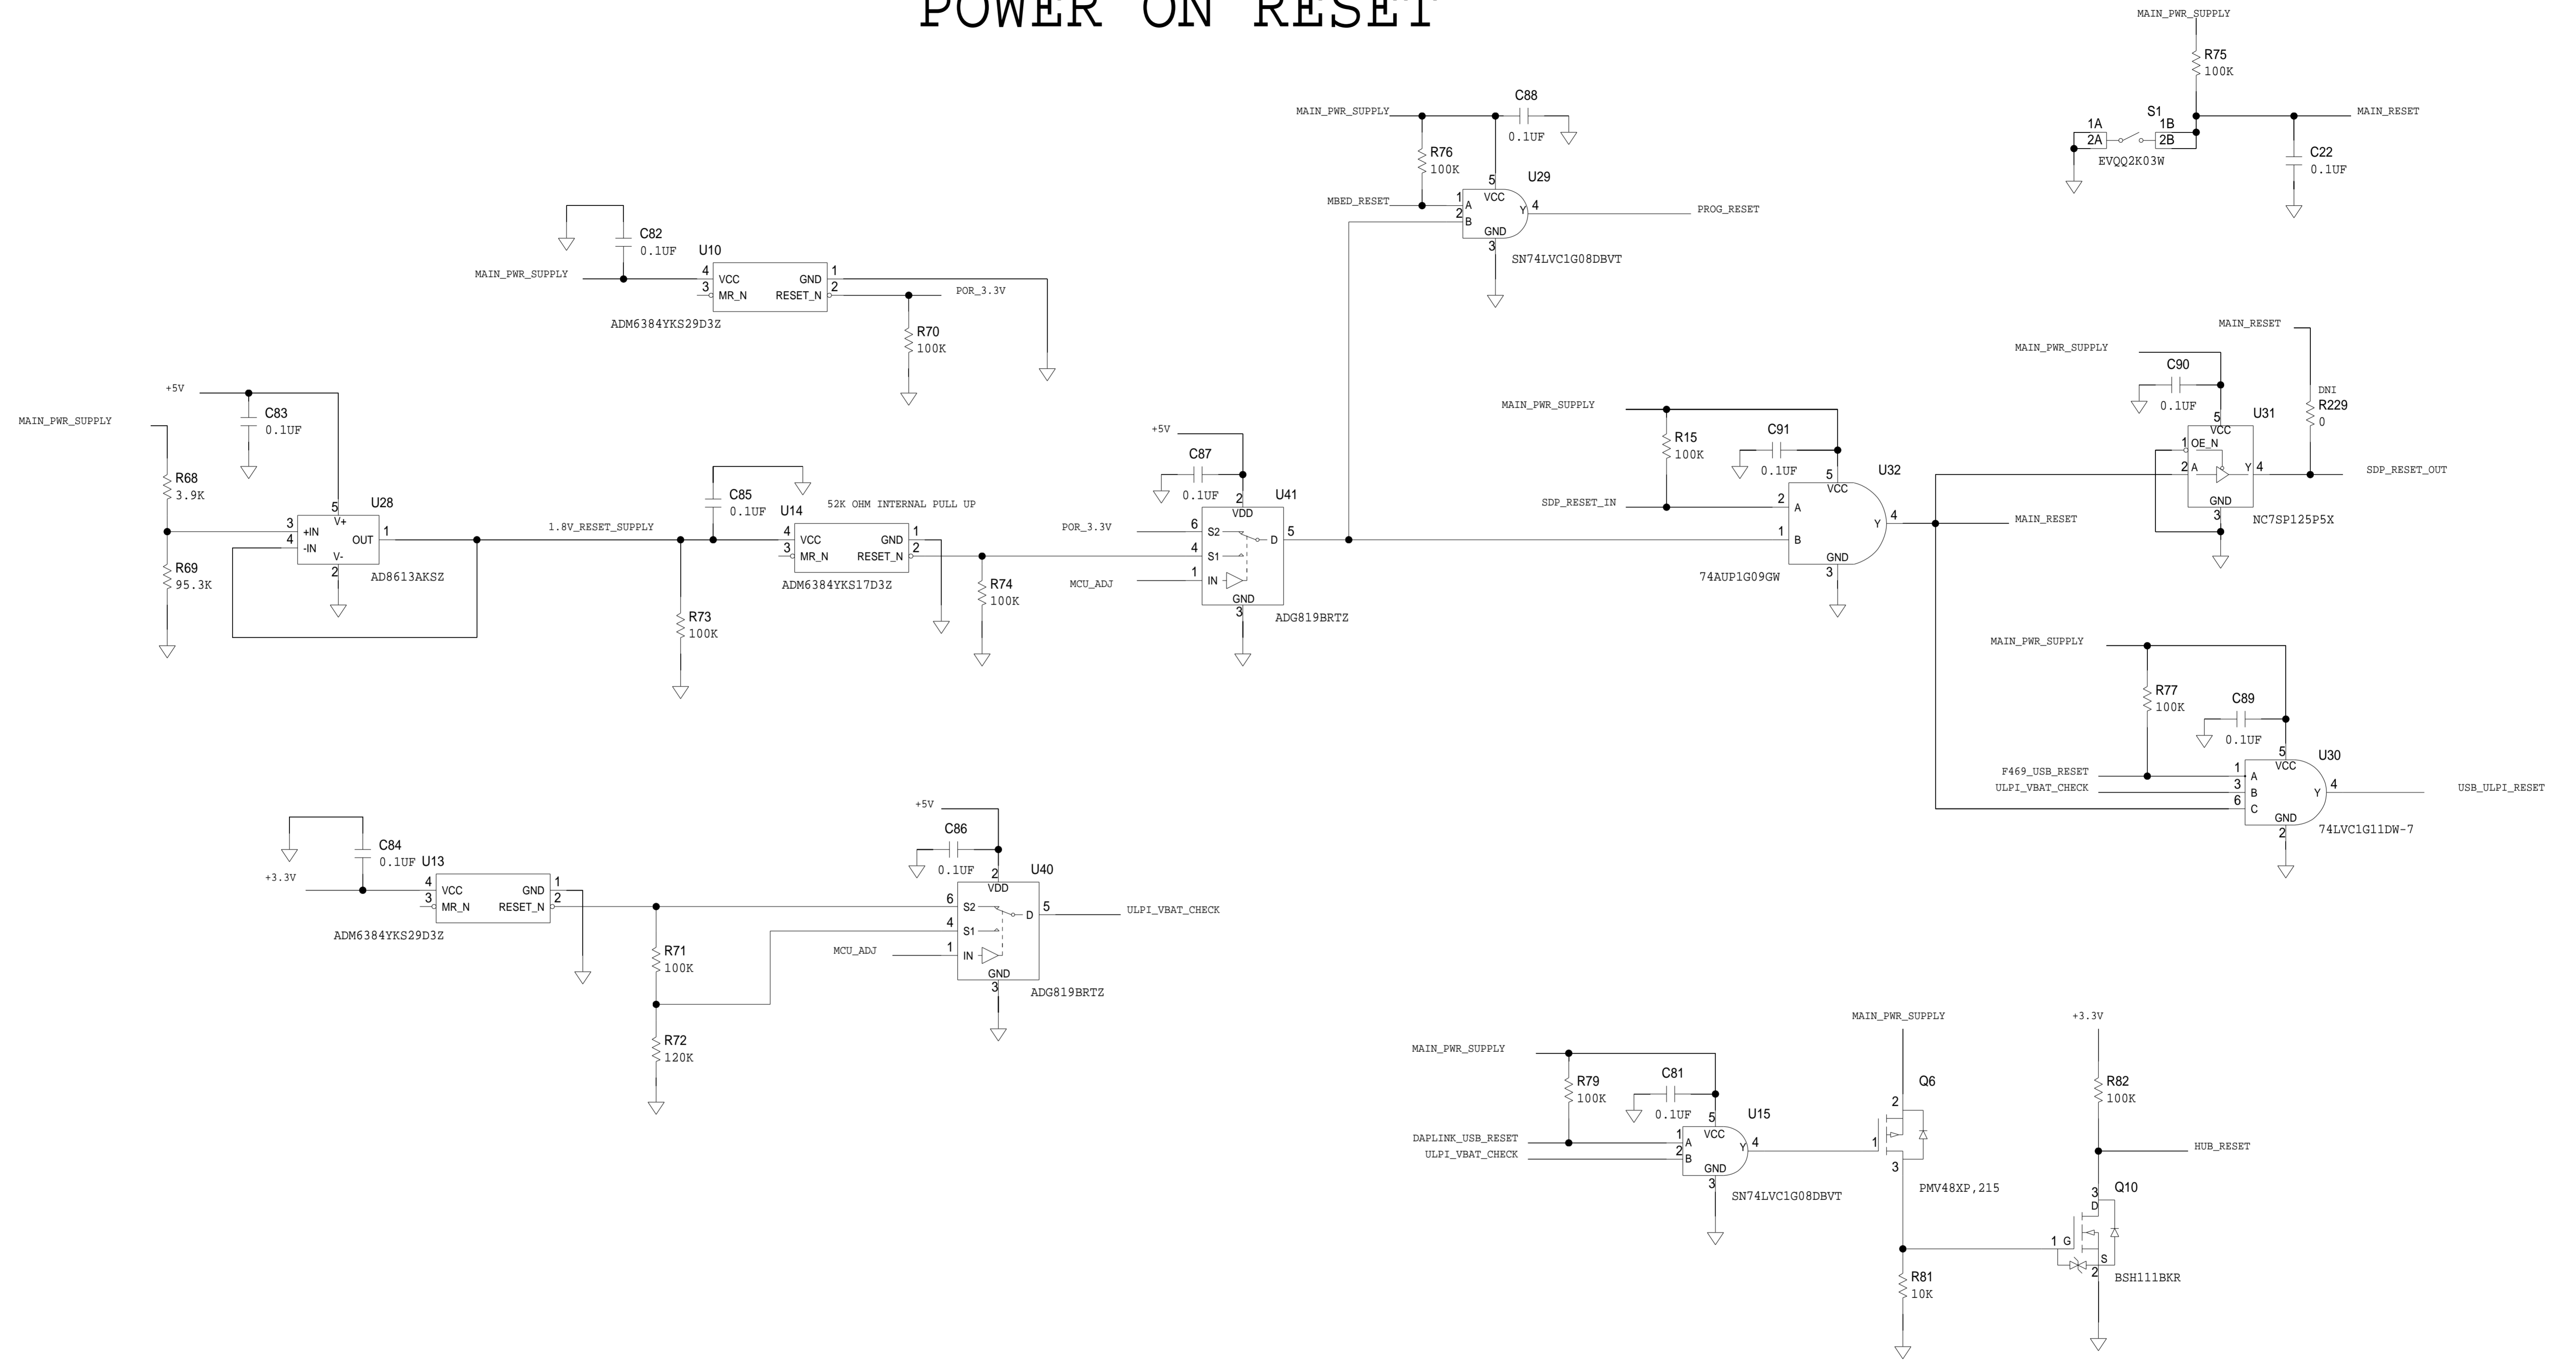 POWER ON RESET
MAIN_PWR_SUPPLY
R75
100K
MAIN_RESET
S1
1A
1B
2A
2B
EVQQ2K03W
C22
0.1UF
MAIN_PWR_SUPPLY
C88
0.1UF
R76
100K
U29
MBED_RESET
1
2
A
B
5
VCC
Y
4
GND
3
PROG_RESET
SN74LVC1G08DBVT
C82
0.1UF
U10
MAIN_PWR_SUPPLY
4
VCC
GND
1
3
MR_N
RESET_N
2
POR_3.3V
ADM6384YKS29D3Z
R70
100K
+5V
C83
0.1UF
MAIN_PWR_SUPPLY
R68
3.9K
R69
95.3K
U28
5
V+
3
+IN
4
-IN
OUT
1
V-
2
AD8613AKSZ
1.8V_RESET_SUPPLY
C85
0.1UF
U14
52K OHM INTERNAL PULL UP
4
VCC
GND
1
3
MR_N
RESET_N
2
ADM6384YKS17D3Z
R73
100K
R74
100K
+5V
C87
0.1UF
U41
2
VDD
POR_3.3V
6
S2
4
S1
D
5
MCU_ADJ
1
IN
GND
3
ADG819BRTZ
MAIN_PWR_SUPPLY
R15
100K
C91
0.1UF
U32
5
VCC
SDP_RESET_IN
2
A
1
B
Y
4
GND
3
74AUP1G09GW
MAIN_RESET
MAIN_RESET
MAIN_PWR_SUPPLY
C90
0.1UF
DNI
R229
0
U31
5
VCC
1
OE_N
2
A
Y
4
GND
3
SDP_RESET_OUT
NC7SP125P5X
MAIN_PWR_SUPPLY
R77
100K
C89
0.1UF
U30
5
VCC
F469_USB_RESET
1
A
ULPI_VBAT_CHECK
3
B
6
C
Y
4
GND
2
USB_ULPI_RESET
74LVC1G11DW-7
C84
0.1UF
U13
+3.3V
4
VCC
GND
1
3
MR_N
RESET_N
2
ADM6384YKS29D3Z
R71
100K
R72
120K
+5V
C86
0.1UF
U40
2
VDD
6
S2
4
S1
D
5
ULPI_VBAT_CHECK
MCU_ADJ
1
IN
GND
3
ADG819BRTZ
MAIN_PWR_SUPPLY
R79
100K
C81
0.1UF
U15
5
VCC
DAPLINK_USB_RESET
1
A
ULPI_VBAT_CHECK
2
B
Y
4
GND
3
SN74LVC1G08DBVT
MAIN_PWR_SUPPLY
Q6
2
1
3
PMV48XP,215
R81
10K
+3.3V
R82
100K
HUB_RESET
Q10
3
D
1
G
S
2
BSH111BKR